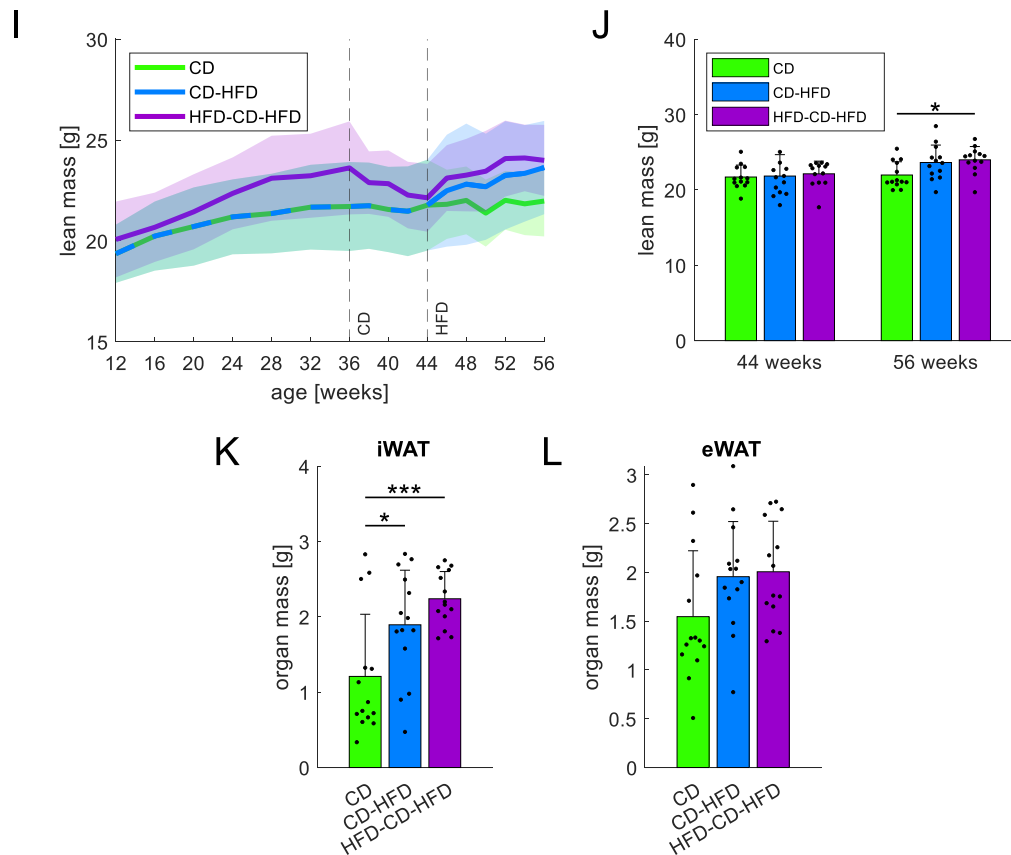 I
lean mass [g]
30
25
20
15
CD
CD-HFD
HFD-CD-HFD
CD
HFD
12 16 20 24 28 32 36 40 44 48 52 56
age [weeks]
J
lean mass [g]
40
30
20
10
0
CD
CD-HFD
HFD-CD-HFD
*
44 weeks 56 weeks
K
iWAT
organ mass [g]
4
3
2
1
0
***
*
CD
CD-HFD
HFD-CD-HFD
L
eWAT
organ mass [g]
3
2.5
2
1.5
1
0.5
0
CD
CD-HFD
HFD-CD-HFD